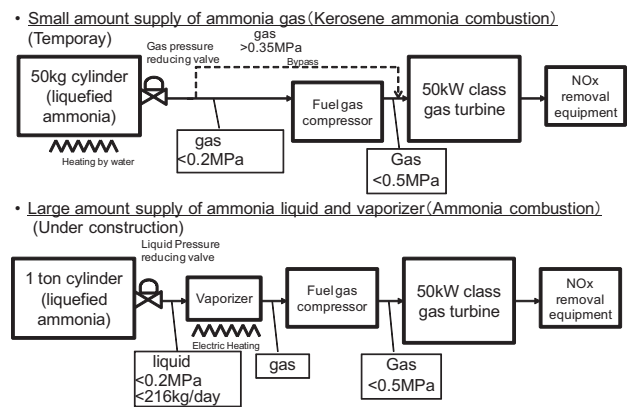 • Small amount supply of ammonia gas(Kerosene ammonia combustion)
(Temporay)
Gas pressure
reducing valve
gas
>0.35MPa
Bypass
50kg cylinder
(liquefied
ammonia)
Heating by water
gas
<0.2MPa
Fuel gas
compressor
Gas
<0.5MPa
50kW class
gas turbine
NOx
removal
equipment
• Large amount supply of ammonia liquid and vaporizer(Ammonia combustion)
(Under construction)
Liquid Pressure
reducing valve
1 ton cylinder
(liquefied
ammonia)
liquid
<0.2MPa
<216kg/day
Vaporizer
Electric Heating
gas
Fuel gas
compressor
Gas
<0.5MPa
50kW class
gas turbine
NOx
removal
equipment